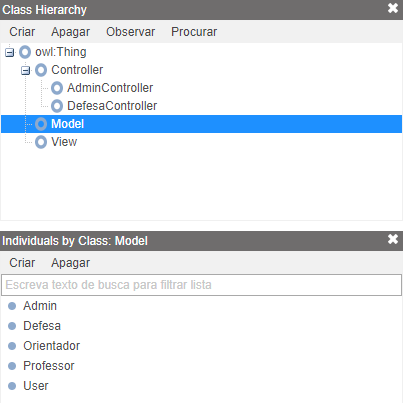 Class Hierarchy
Criar Apagar Observar Procurar
owl:Thing
Controller
AdminController
DefesaController
Model
View
Individuals by Class: Model
Criar Apagar
Escreva texto de busca para filtrar lista
Admin
Defesa
Orientador
Professor
User